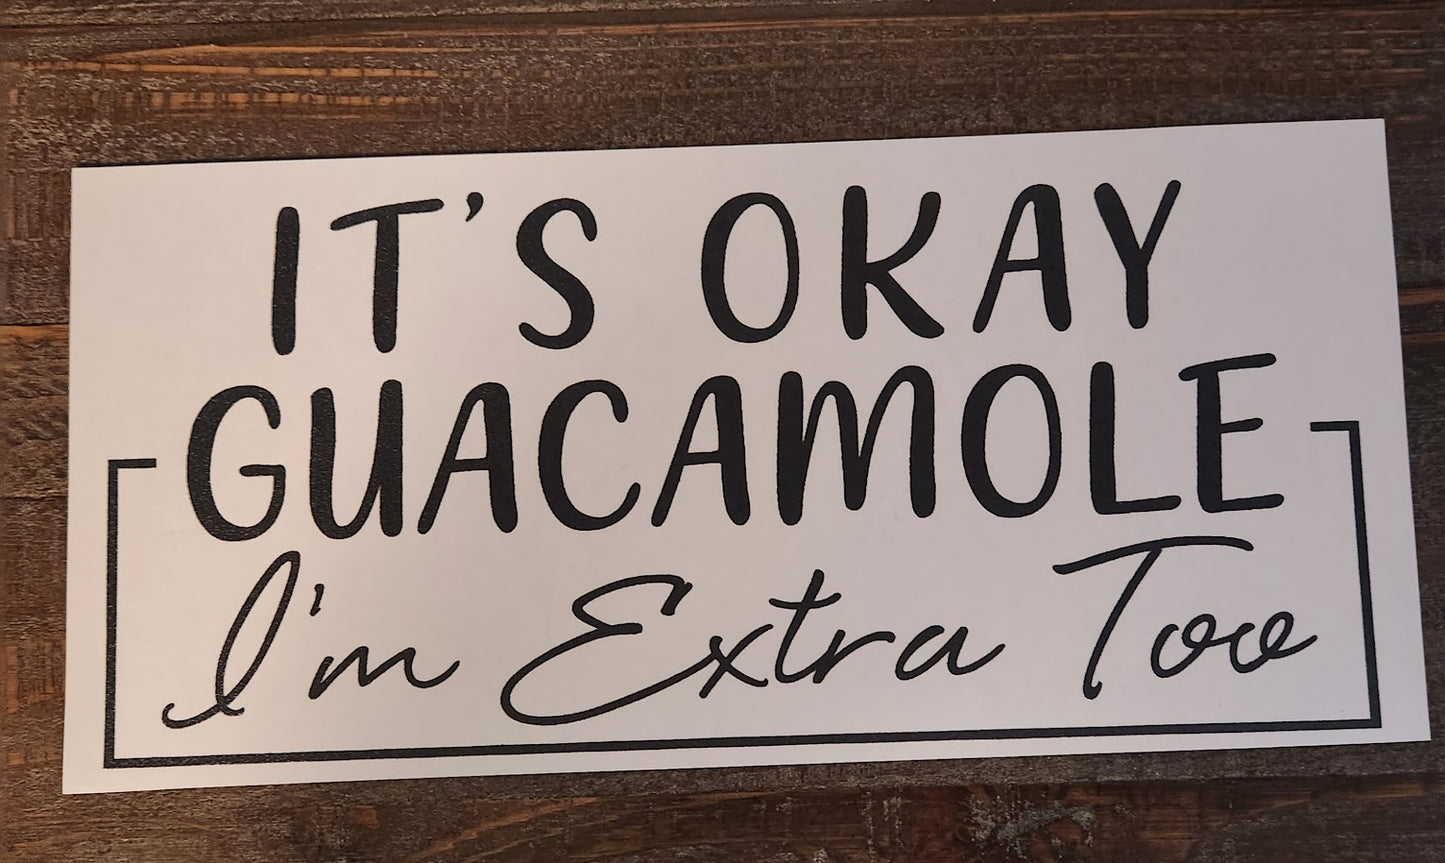 IT'S OKAY
GUACAMOLE
I'm Extra Too